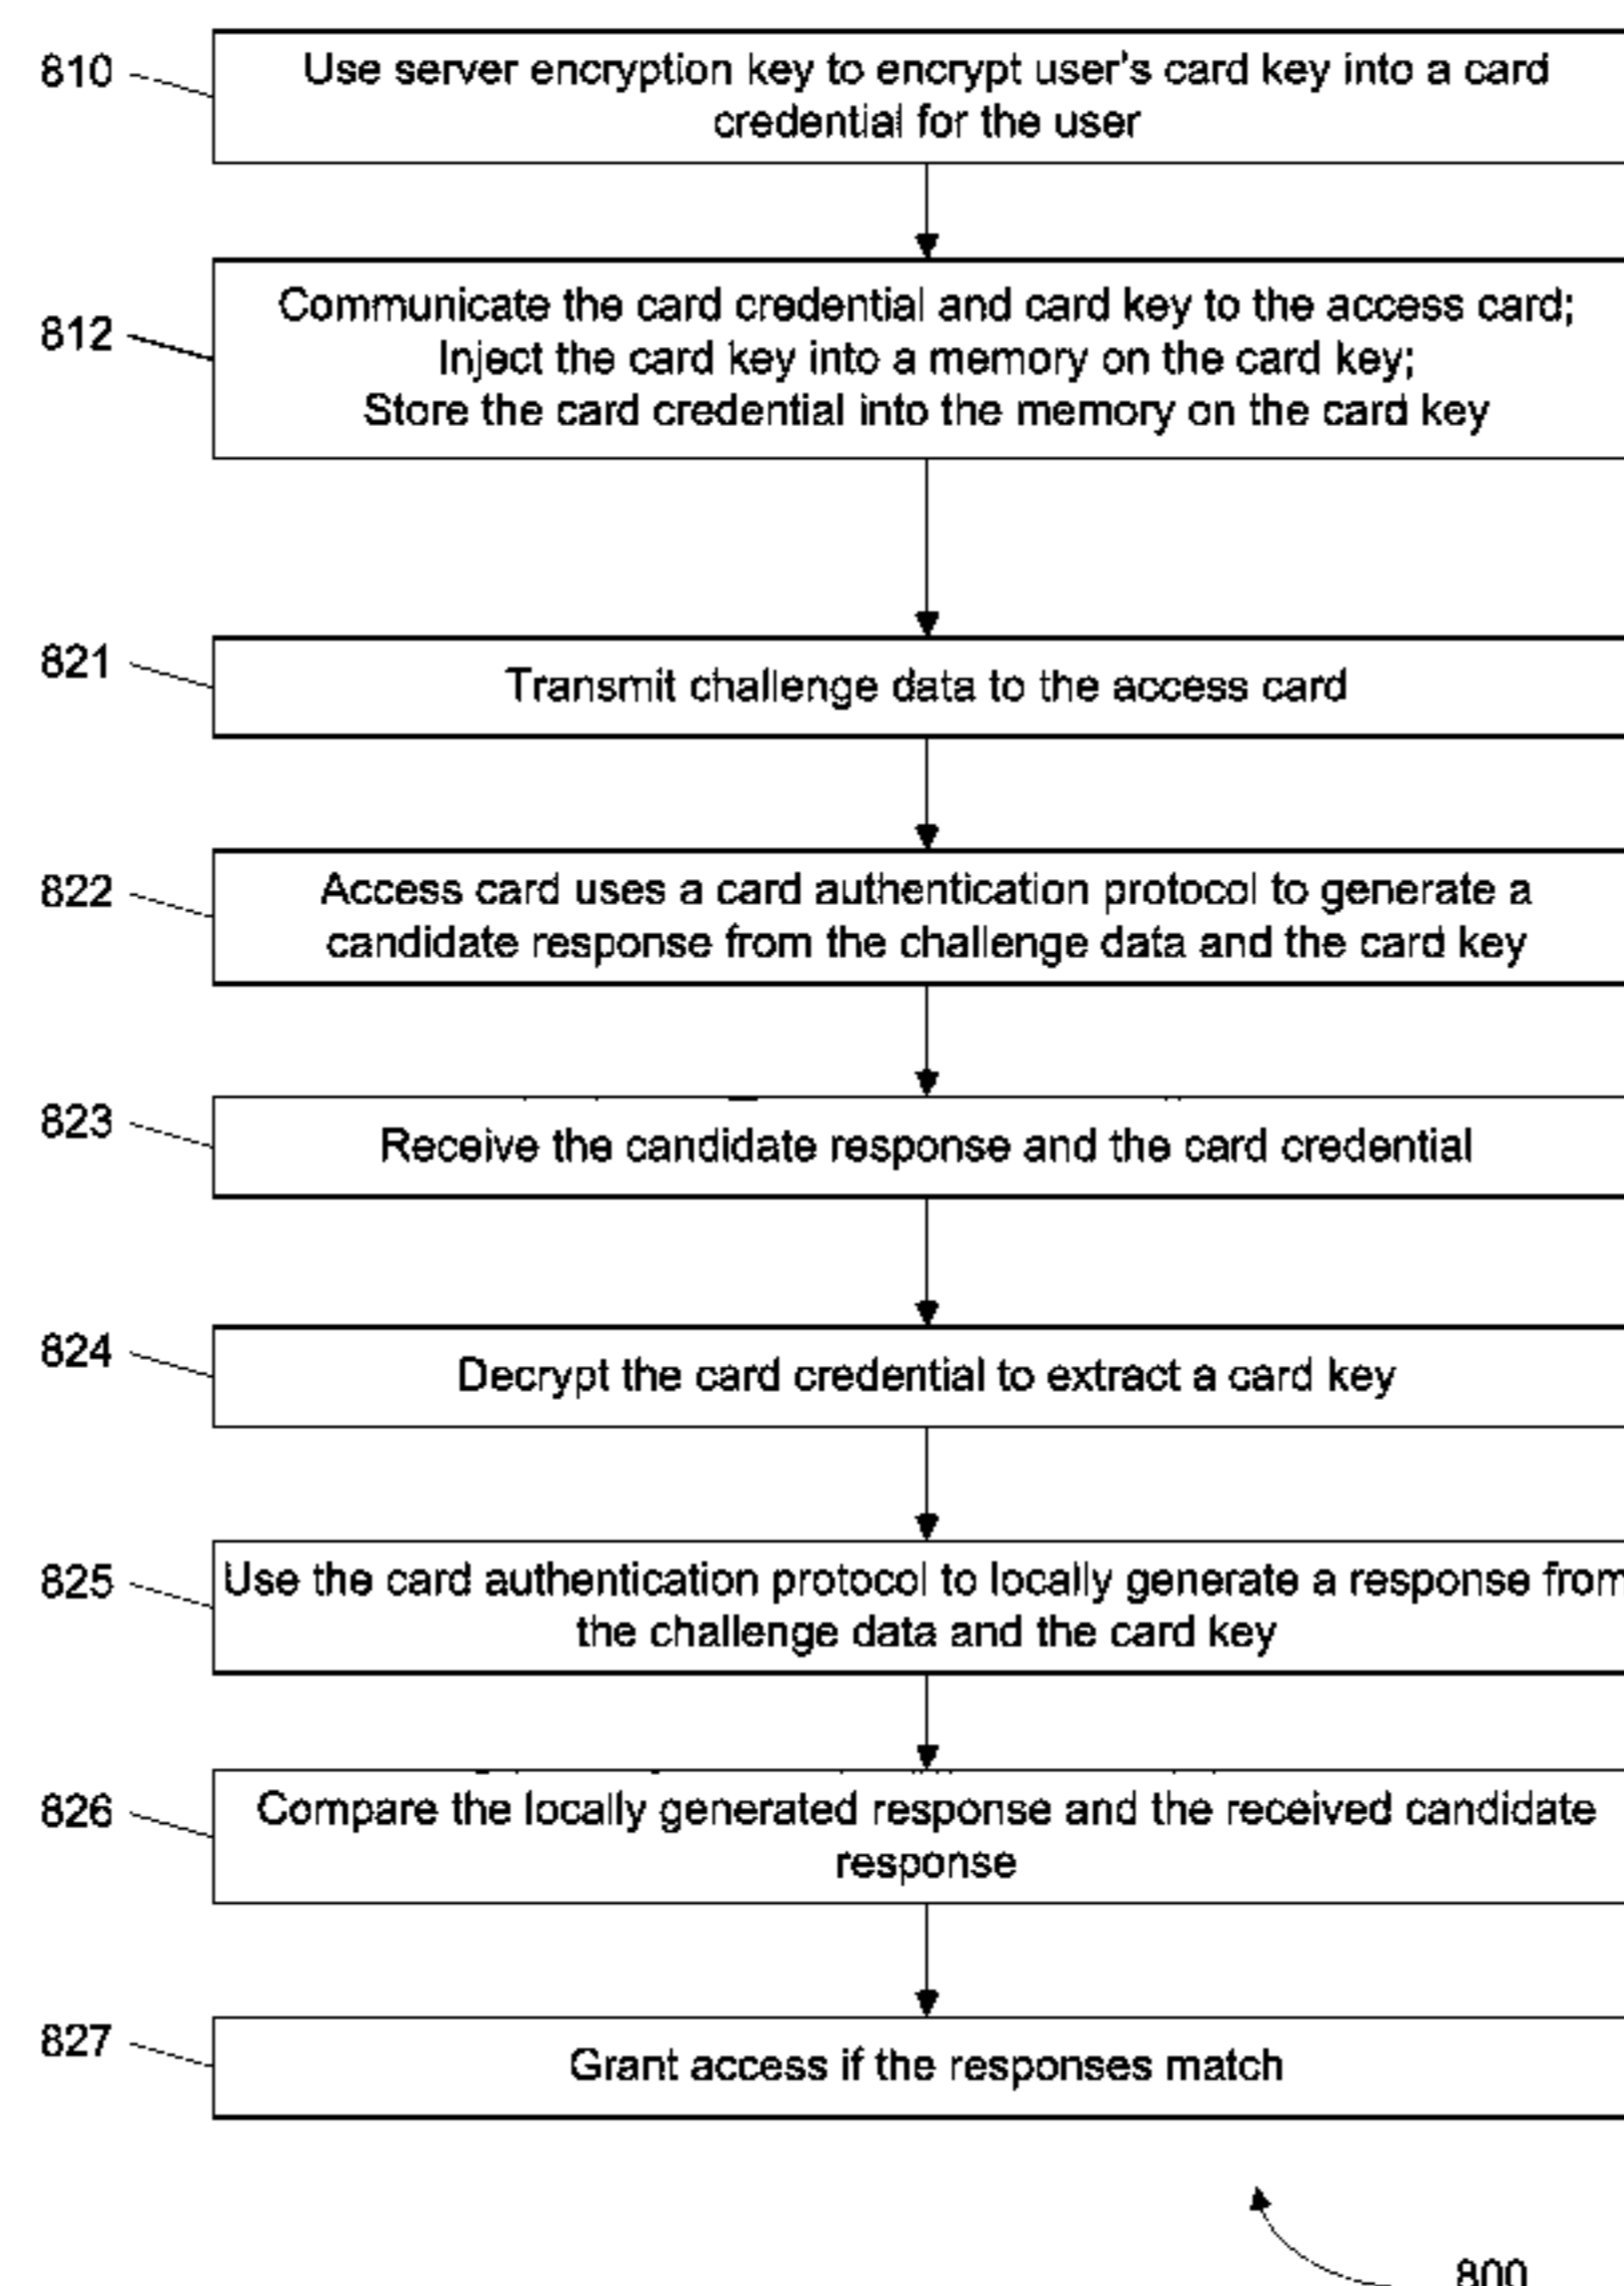 810
Use server encryption key to encrypt user's card key into a card
credential for the user
812
Communicate the card credential and card key to the access card;
Inject the card key into a memory on the card key;
Store the card credential into the memory on the card key
821
Transmit challenge data to the access card
822
Access card uses a card authentication protocol to generate a
candidate response from the challenge data and the card key
823
Receive the candidate response and the card credential
824
Decrypt the card credential to extract a card key
825
Use the card authentication protocol to locally generate a response from
the challenge data and the card key
826
Compare the locally generated response and the received candidate
response
827
Grant access if the responses match
800